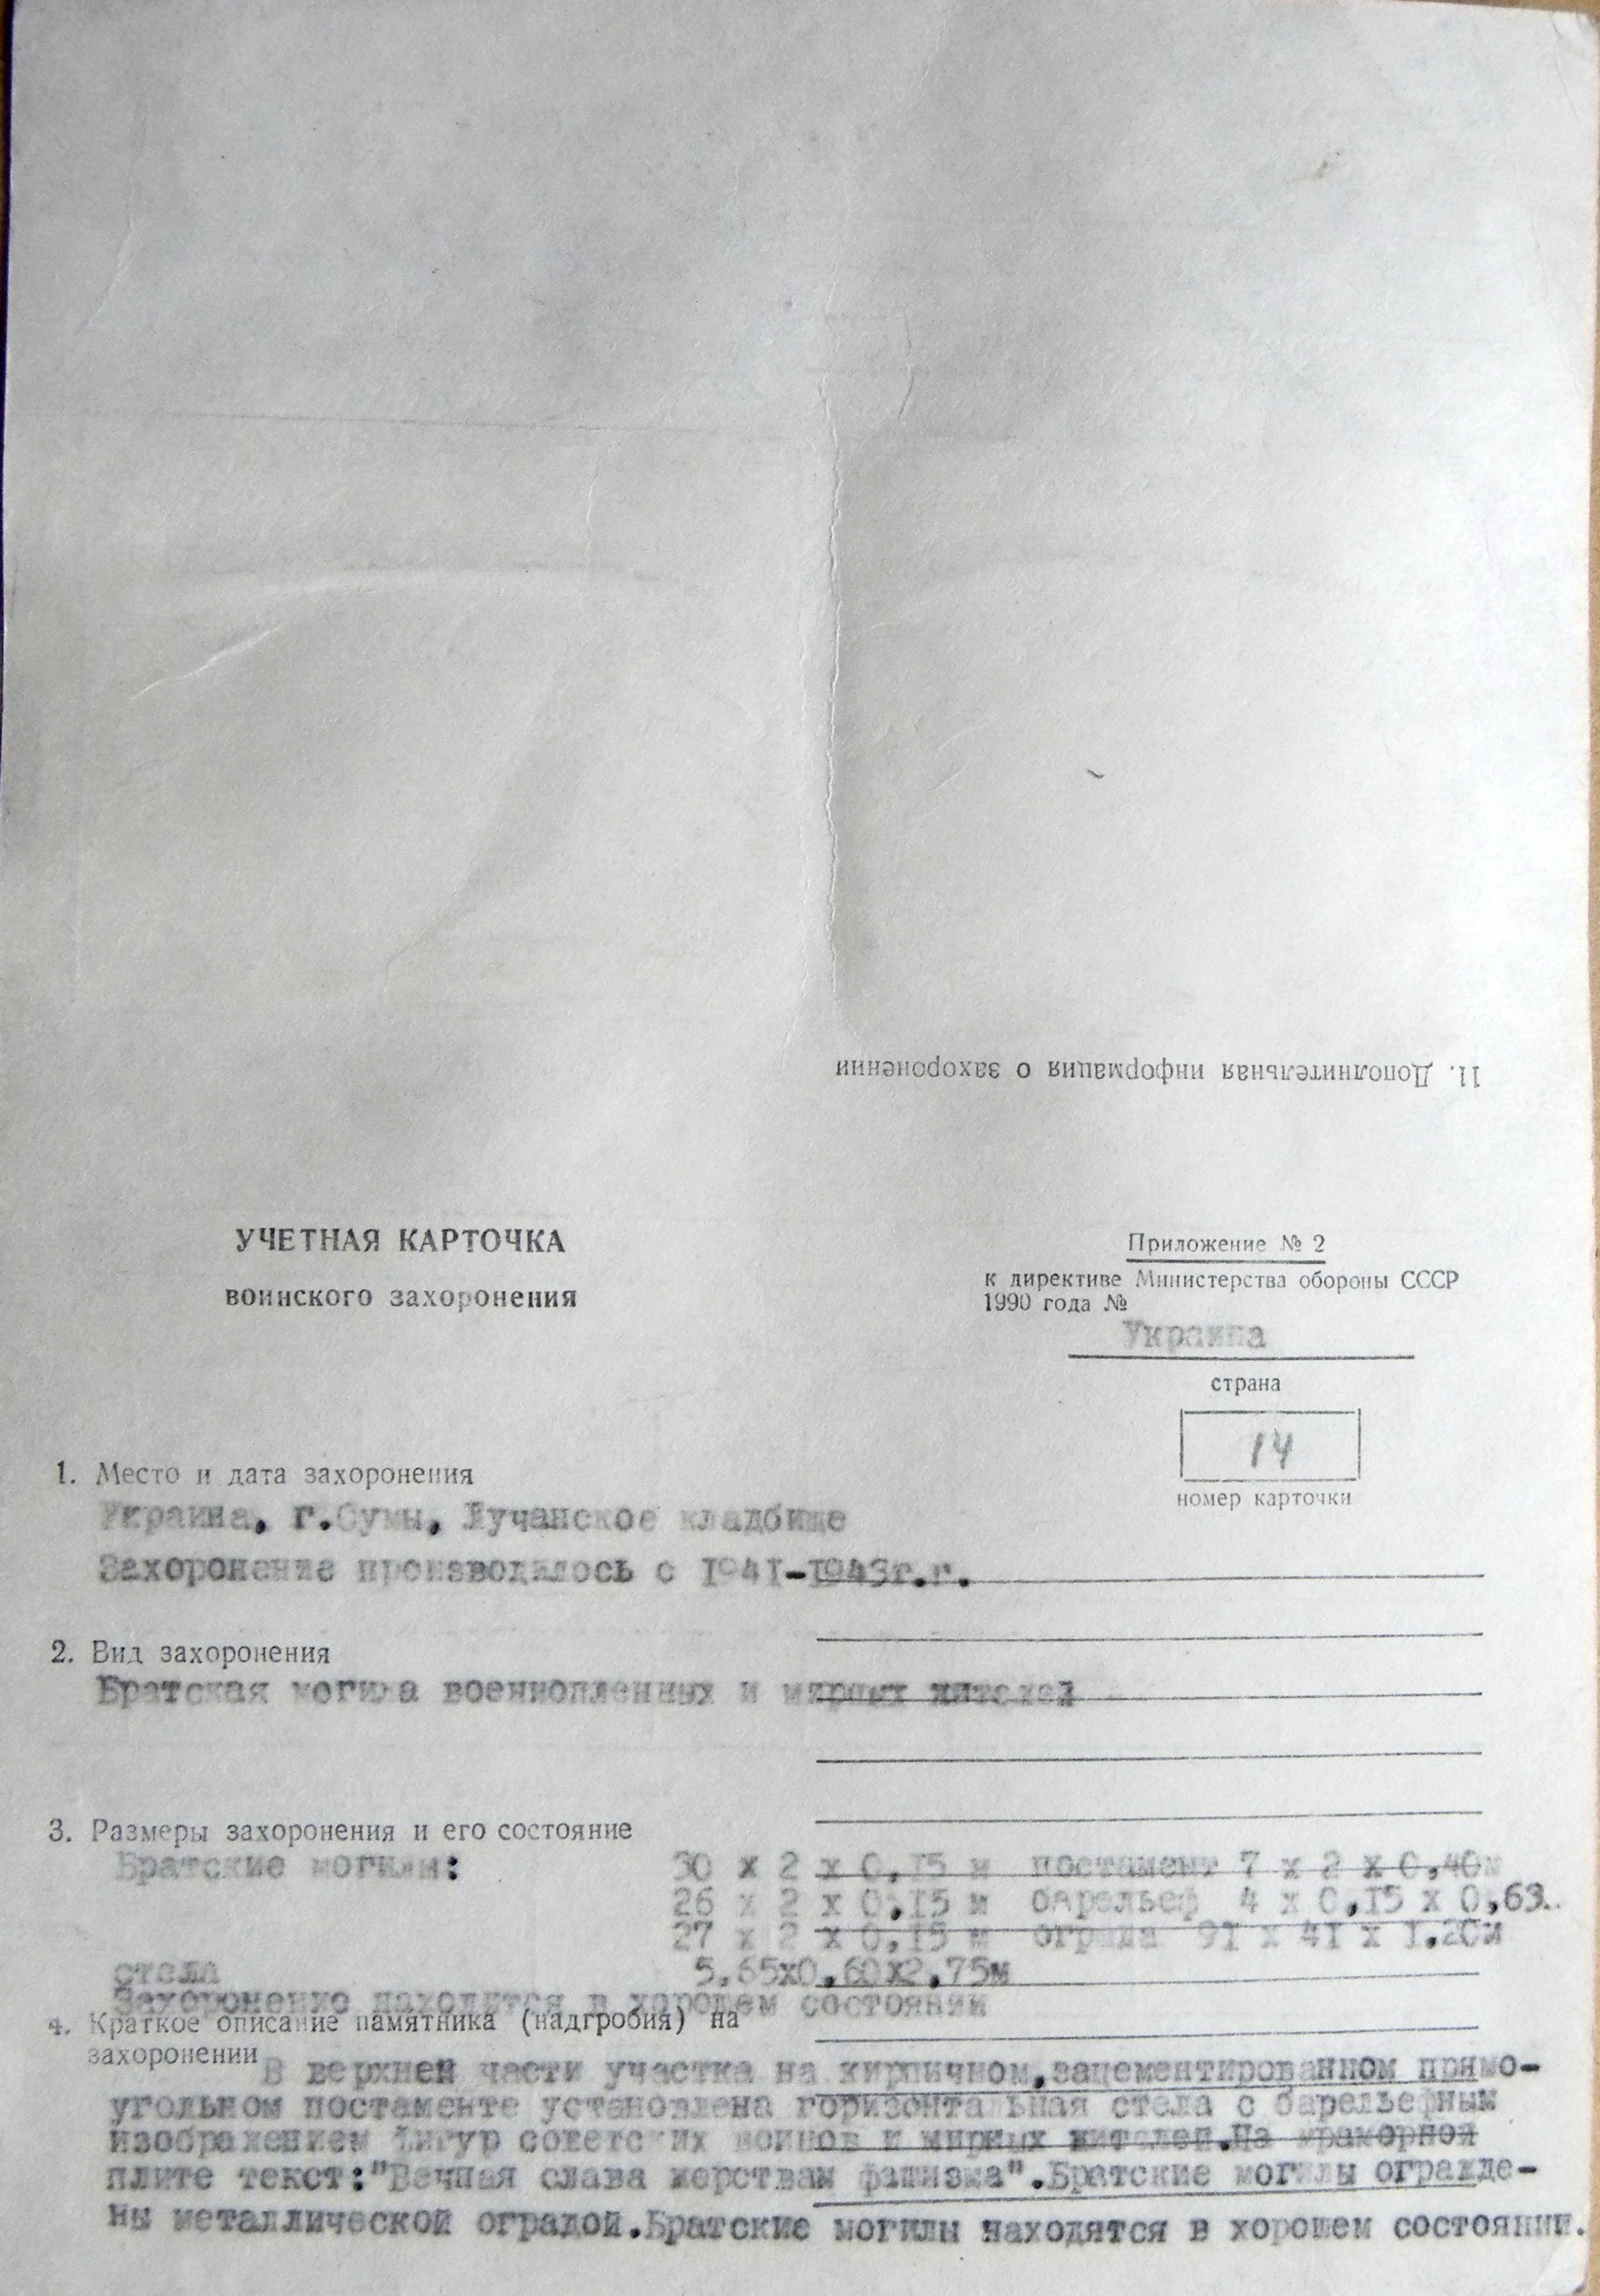 11. Дополнительная информация о захоронении
УЧЕТНАЯ КАРТОЧКА
воинского захоронения
Приложение № 2
к директиве Министерства обороны СССР
1990 года №
Украина
страна
14
номер карточки
1. Место и дата захоронения
Украина, г.Сумы, Лучанское кладбище
Захоронение производилось с 1941-1943г.г.
2. Вид захоронения
Братская могила военнопленных и мирных жителей
3. Размеры захоронения и его состояние
Братские могилы: 30 х 2 х 0,15 м постамент 7 х 2 х 0,40м
26 х 2 х 0,15 м барельеф 4 х 0,15 х 0,63.
27 х 2 х 0,15 м ограда 91 х 41 х 1.20м
стела 5,65х0,60х2,75м
Захоронение находится в хорошем состоянии
4. Краткое описание памятника (надгробия) на
захоронении
В верхней части участка на кирпичном,зацементированном прямо-
угольном постаменте установлена горизонтальная стела с барельефным
изображением фигур советских воинов и мирных жителей.На мраморной
плите текст:"Вечная слава жерствам фашизма".Братские могилы огражде-
ны металлической оградой.Братские могилы находятся в хорошем состоянии.